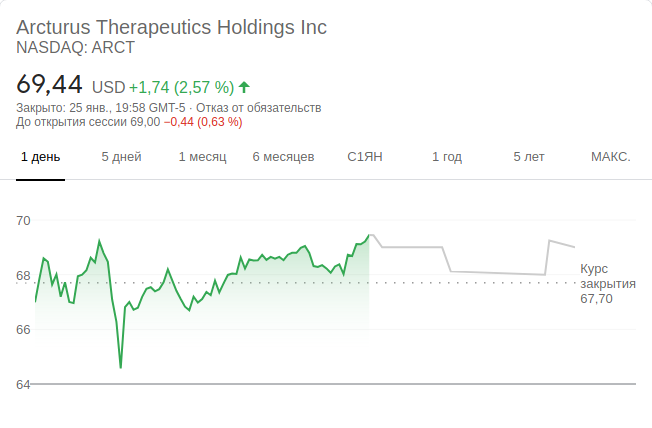 Arcturus Therapeutics Holdings Inc
NASDAQ: ARCT
69,44 USD +1,74 (2,57 %)
Закрыто: 25 янв., 19:58 GMT-5 · Отказ от обязательств
До открытия сессии 69,00 −0,44 (0,63 %)
1 день 5 дней 1 месяц 6 месяцев С1ЯН 1 год 5 лет МАКС.
70
68
66
64
Курс
закрытия
67,70